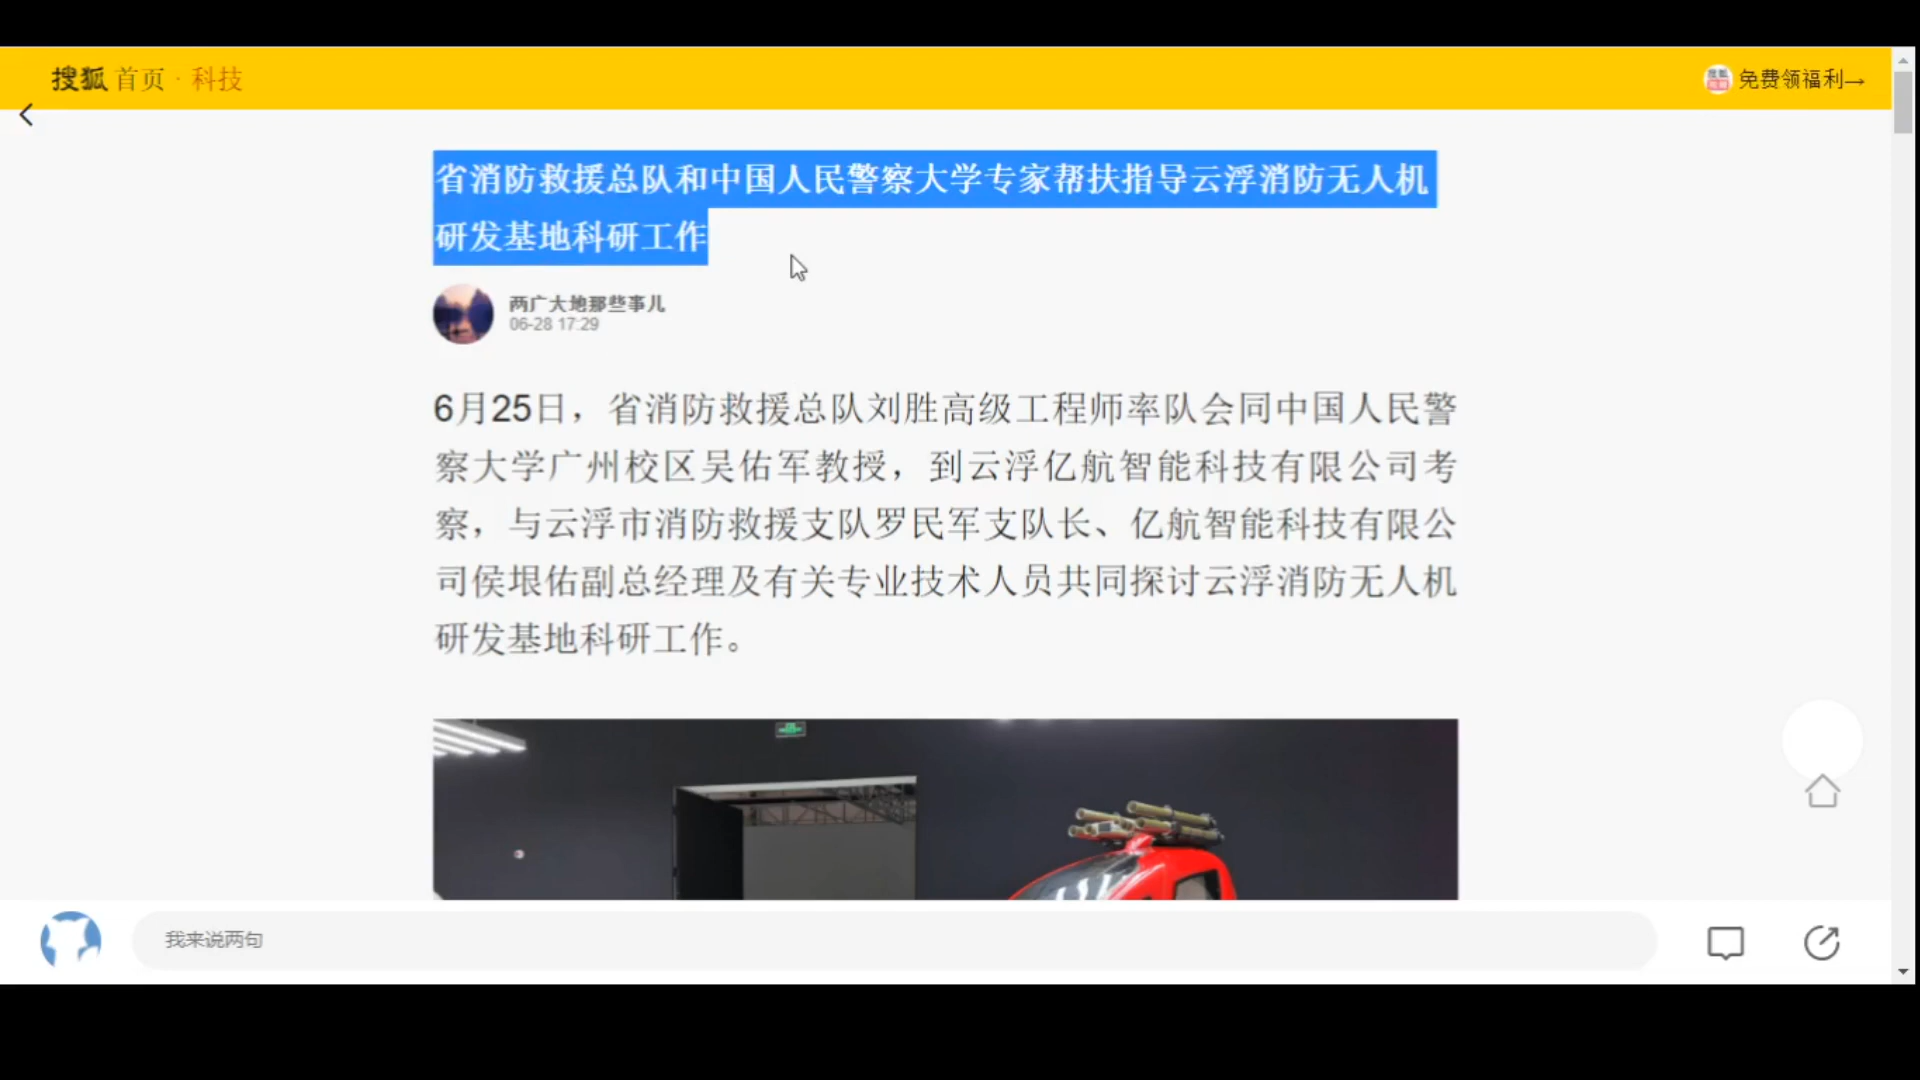 搜狐 首页 · 科技
免费领福利→
省消防救援总队和中国人民警察大学专家帮扶指导云浮消防无人机
研发基地科研工作
两广大地那些事儿
06-28 17:29
6月25日，省消防救援总队刘胜高级工程师率队会同中国人民警
察大学广州校区吴佑军教授，到云浮亿航智能科技有限公司考
察，与云浮市消防救援支队罗民军支队长、亿航智能科技有限公
司侯垠佑副总经理及有关专业技术人员共同探讨云浮消防无人机
研发基地科研工作。
我来说两句